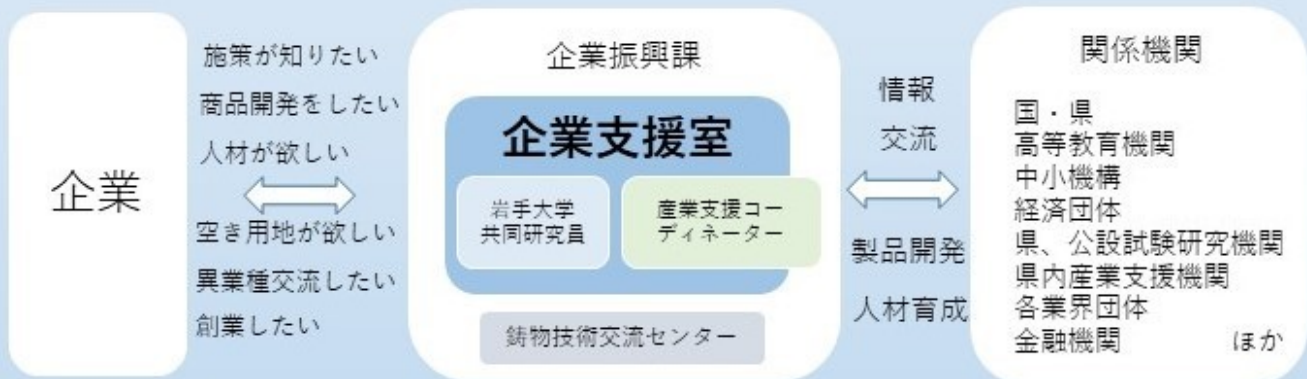 企業
施策が知りたい
商品開発をしたい
人材が欲しい
空き用地が欲しい
異業種交流したい
創業したい
企業振興課
企業支援室
岩手大学
共同研究員
産業支援コー
ディネーター
鋳物技術交流センター
情報
交流
製品開発
人材育成
関係機関
国・県
高等教育機関
中小機構
経済団体
県、公設試験研究機関
県内産業支援機関
各業界団体
金融機関 ほか